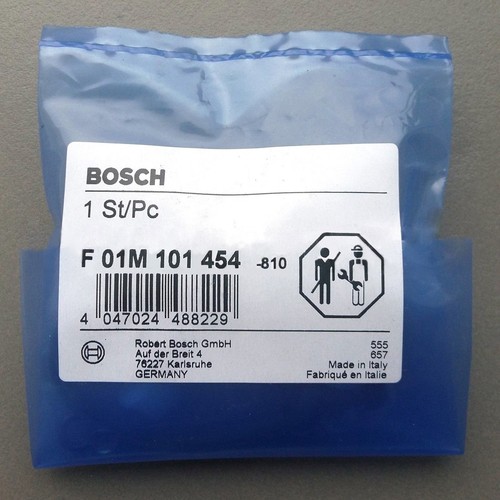 BOSCH
1 St/Pc
F 01M 101 454 -810
4 047024 488229
Robert Bosch GmbH 555
Auf der Breit 4 657
76227 Karlsruhe Made in Italy
GERMANY Fabriqué en Italie